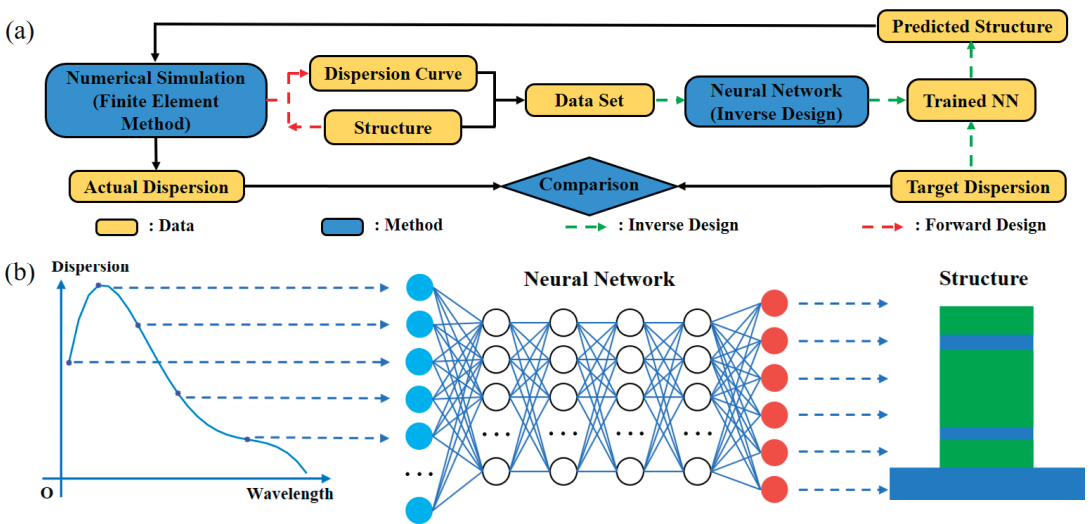 (a)
Predicted Structure
Numerical Simulation
(Finite Element
Method)
Dispersion Curve
Structure
Data Set
Neural Network
(Inverse Design)
Trained NN
Actual Dispersion
Comparison
Target Dispersion
: Data
: Method
: Inverse Design
: Forward Design
(b)
Dispersion
Neural Network
Structure
...
... ... ... ...
O
Wavelength